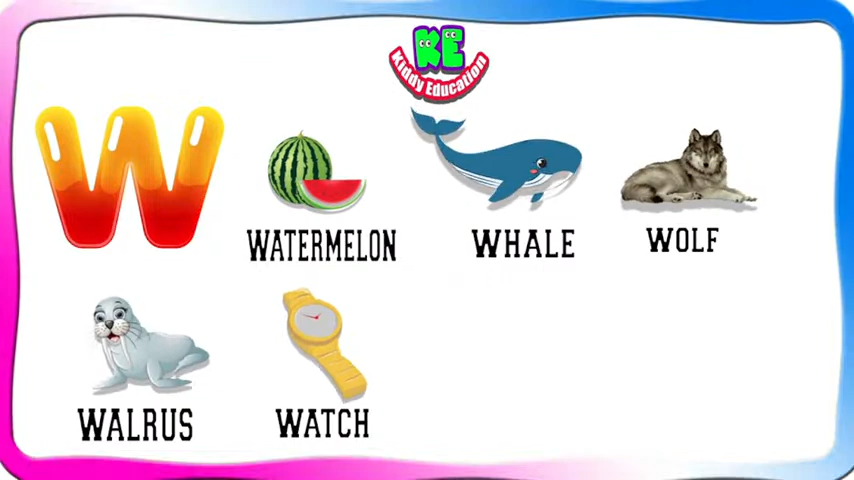 KE
Kiddy Education
W
WATERMELON
WHALE
WOLF
WALRUS
WATCH